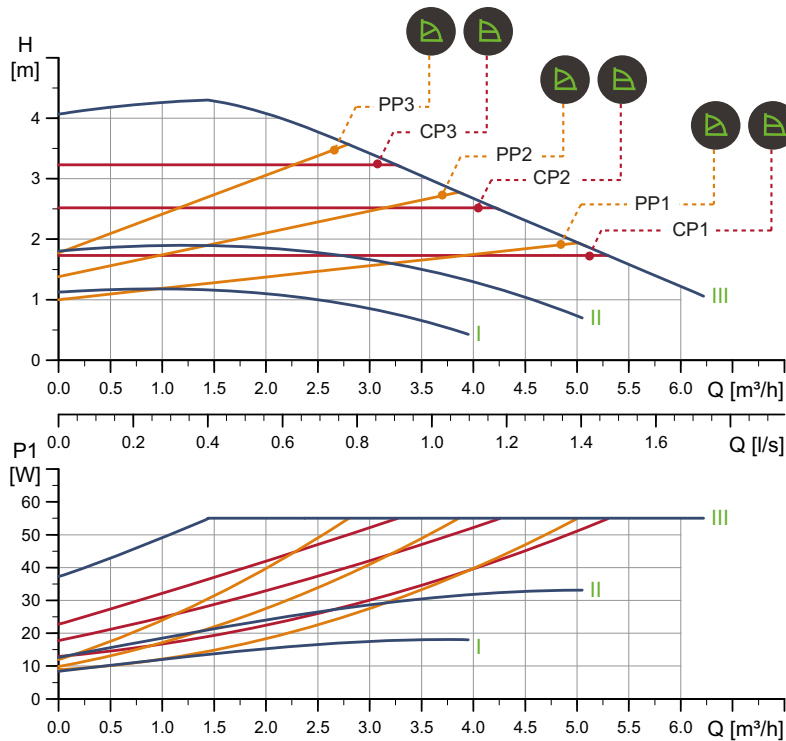 H
[m]
4
3
2
1
0
PP3
CP3
PP2
CP2
PP1
CP1
III
II
I
0.0 0.5 1.0 1.5 2.0 2.5 3.0 3.5 4.0 4.5 5.0 5.5 6.0 Q [m³/h]
0.0 0.2 0.4 0.6 0.8 1.0 1.2 1.4 1.6 Q [l/s]
P1
[W]
60
50
40
30
20
10
0
III
II
I
0.0 0.5 1.0 1.5 2.0 2.5 3.0 3.5 4.0 4.5 5.0 5.5 6.0 Q [m³/h]